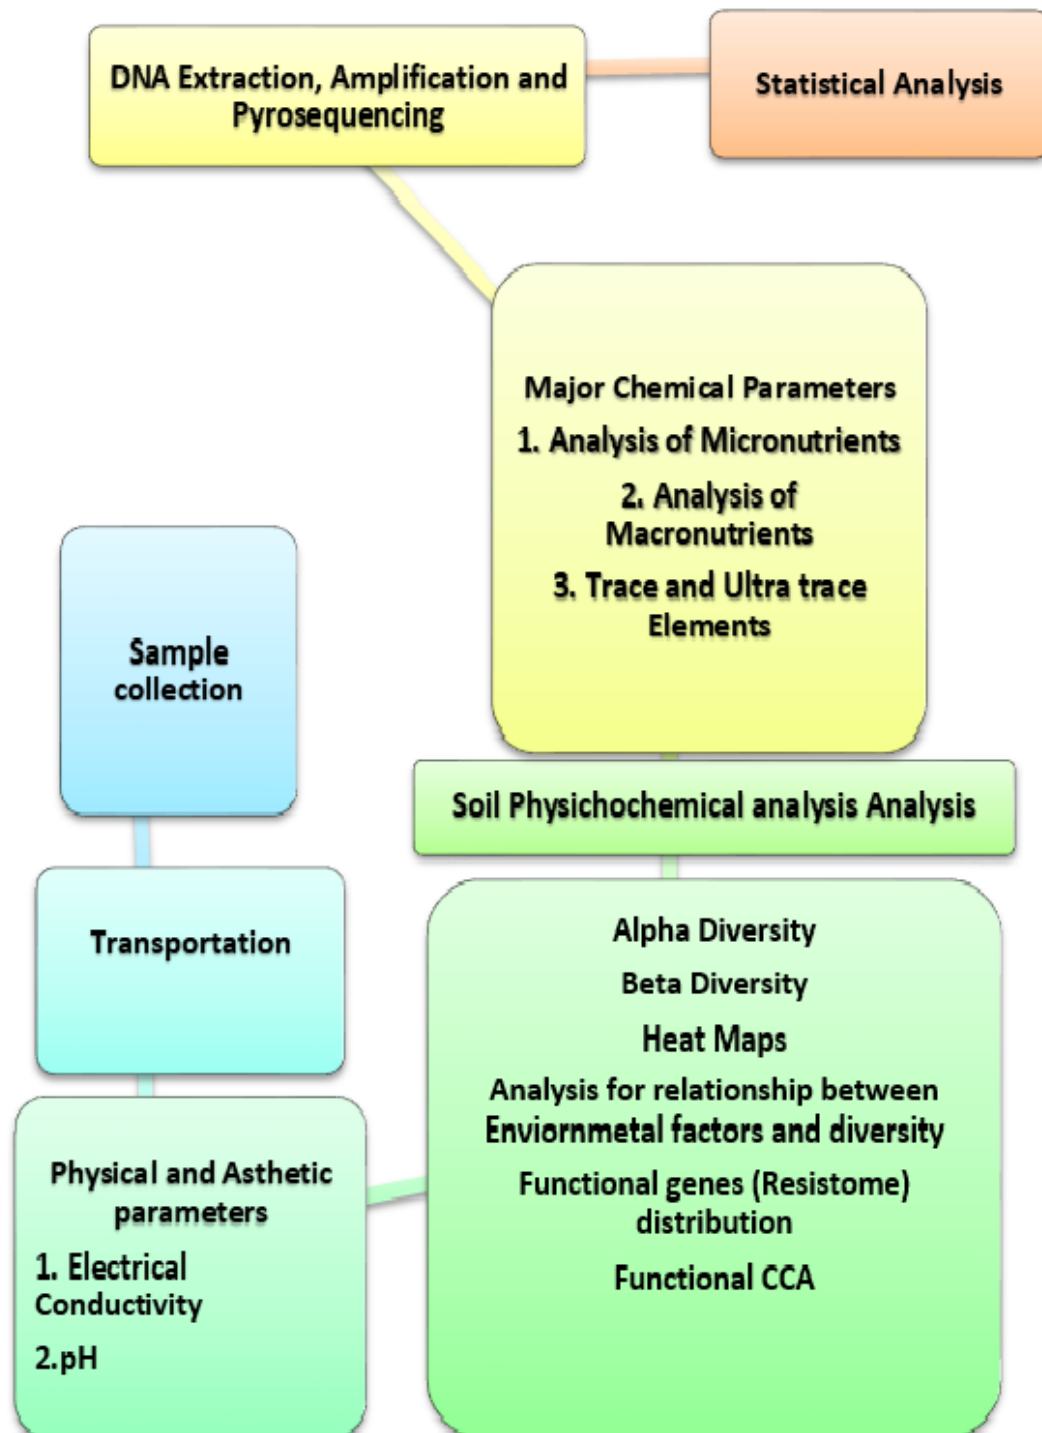 DNA Extraction, Amplification and
Pyrosequencing
Statistical Analysis
Major Chemical Parameters
1. Analysis of Micronutrients
2. Analysis of
Macronutrients
3. Trace and Ultra trace
Elements
Sample
collection
Soil Physichochemical analysis Analysis
Transportation
Alpha Diversity
Beta Diversity
Heat Maps
Analysis for relationship between
Enviornmetal factors and diversity
Functional genes (Resistome)
distribution
Functional CCA
Physical and Asthetic
parameters
1. Electrical
Conductivity
2.pH